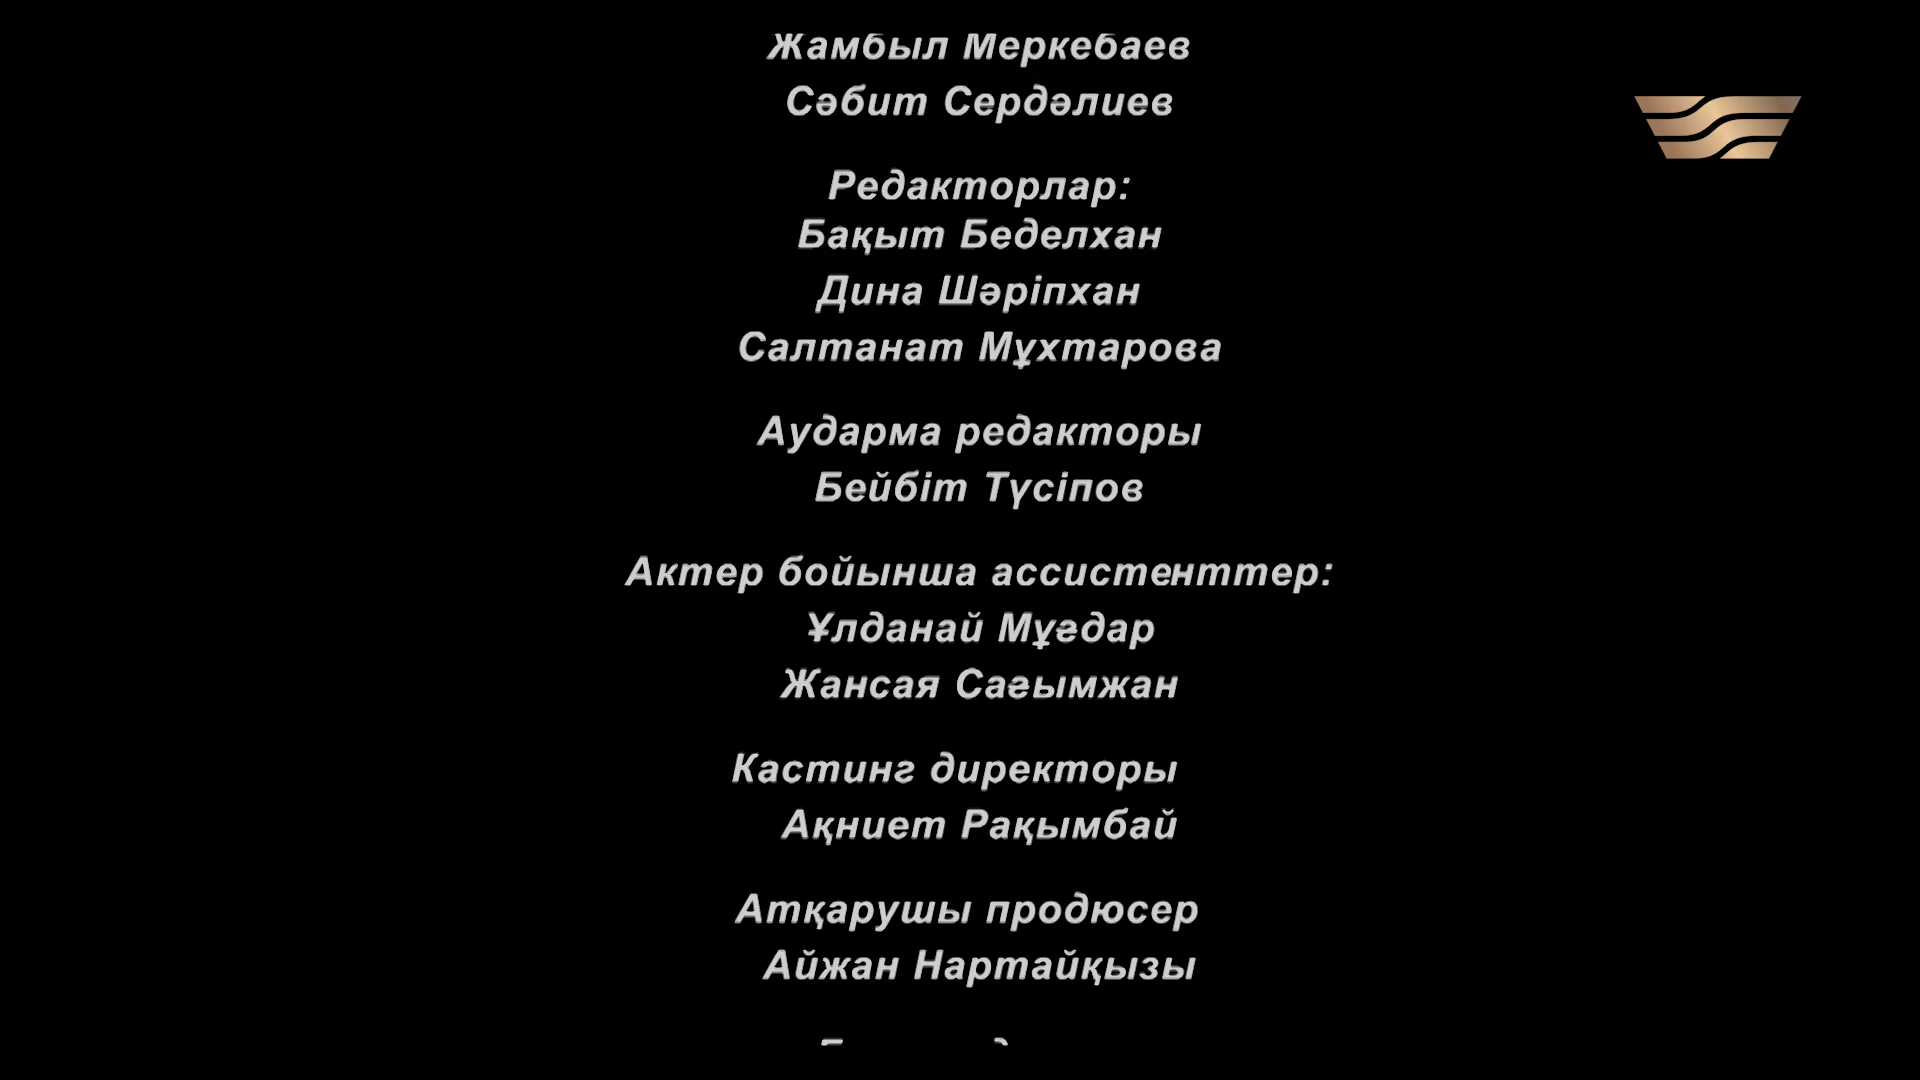 Жамбыл Меркебаев
Сәбит Сердәлиев
Редакторлар:
Бақыт Беделхан
Дина Шәріпхан
Салтанат Мұхтарова
Аударма редакторы
Бейбіт Түсіпов
Актер бойынша ассистенттер:
Ұлданай Мұғдар
Жансая Сағымжан
Кастинг директоры
Ақниет Рақымбай
Атқарушы продюсер
Айжан Нартайқызы